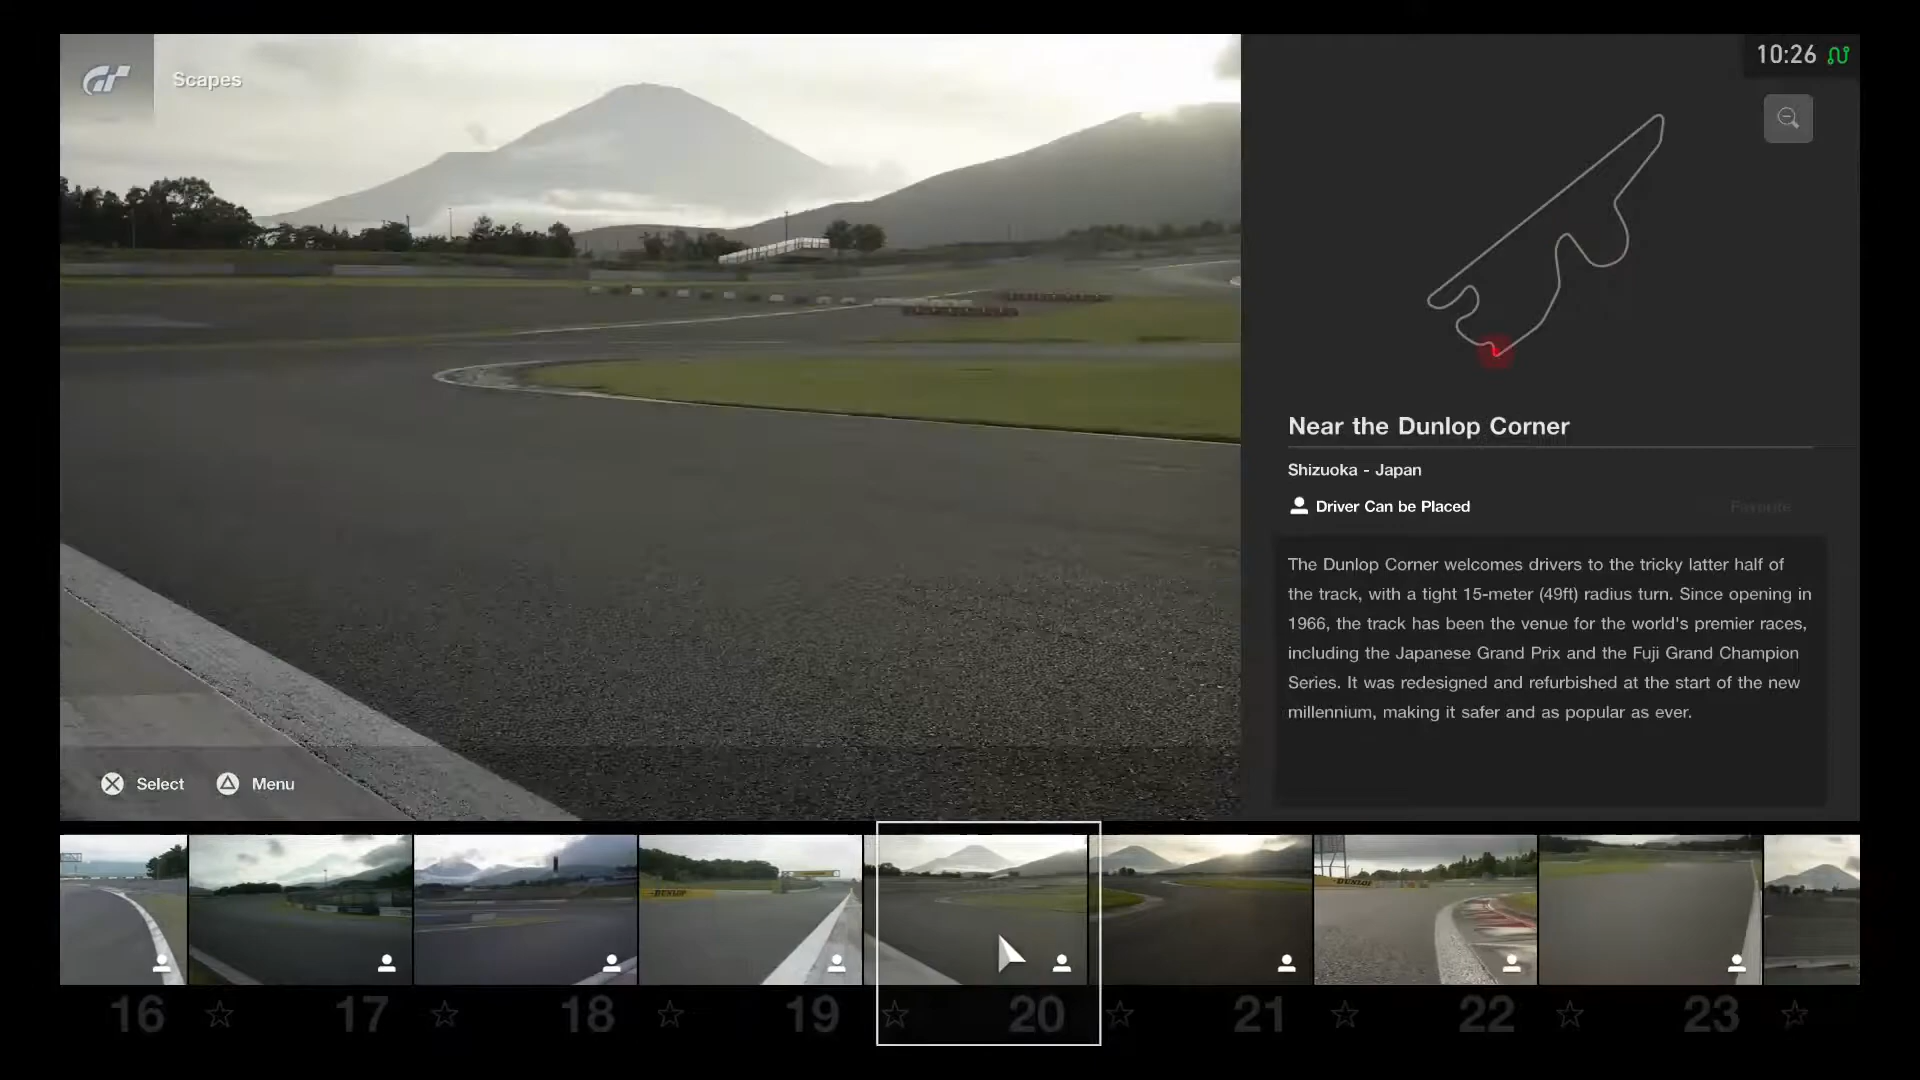 Scapes
10:26
Near the Dunlop Corner
Shizuoka - Japan
Driver Can be Placed
Favorite
The Dunlop Corner welcomes drivers to the tricky latter half of
the track, with a tight 15-meter (49ft) radius turn. Since opening in
1966, the track has been the venue for the world's premier races,
including the Japanese Grand Prix and the Fuji Grand Champion
Series. It was redesigned and refurbished at the start of the new
millennium, making it safer and as popular as ever.
Select
Menu
DUNLOP
DUNLOP
16
17
18
19
20
21
22
23